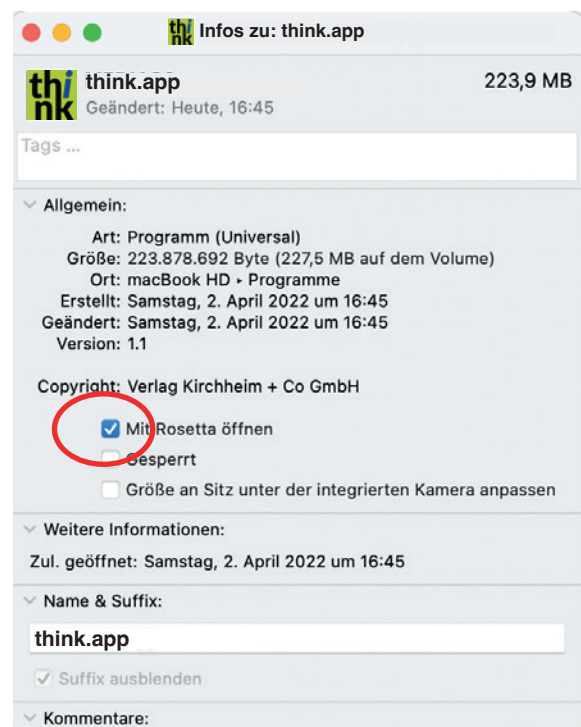 think Infos zu: think.app
think think.app 223,9 MB
Geändert: Heute, 16:45
Tags ...
Allgemein:
Art: Programm (Universal)
Größe: 223.878.692 Byte (227,5 MB auf dem Volume)
Ort: macBook HD ▸ Programme
Erstellt: Samstag, 2. April 2022 um 16:45
Geändert: Samstag, 2. April 2022 um 16:45
Version: 1.1
Copyright: Verlag Kirchheim + Co GmbH
Mit Rosetta öffnen
Gesperrt
Größe an Sitz unter der integrierten Kamera anpassen
Weitere Informationen:
Zul. geöffnet: Samstag, 2. April 2022 um 16:45
Name & Suffix:
think.app
Suffix ausblenden
Kommentare: